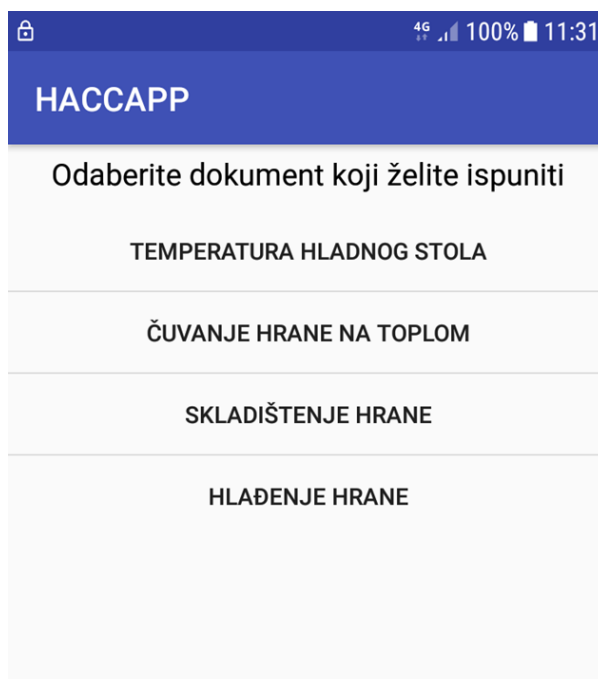 4G 100% 11:31
HACCAPP
Odaberite dokument koji želite ispuniti
TEMPERATURA HLADNOG STOLA
ČUVANJE HRANE NA TOPLOM
SKLADIŠTENJE HRANE
HLAĐENJE HRANE